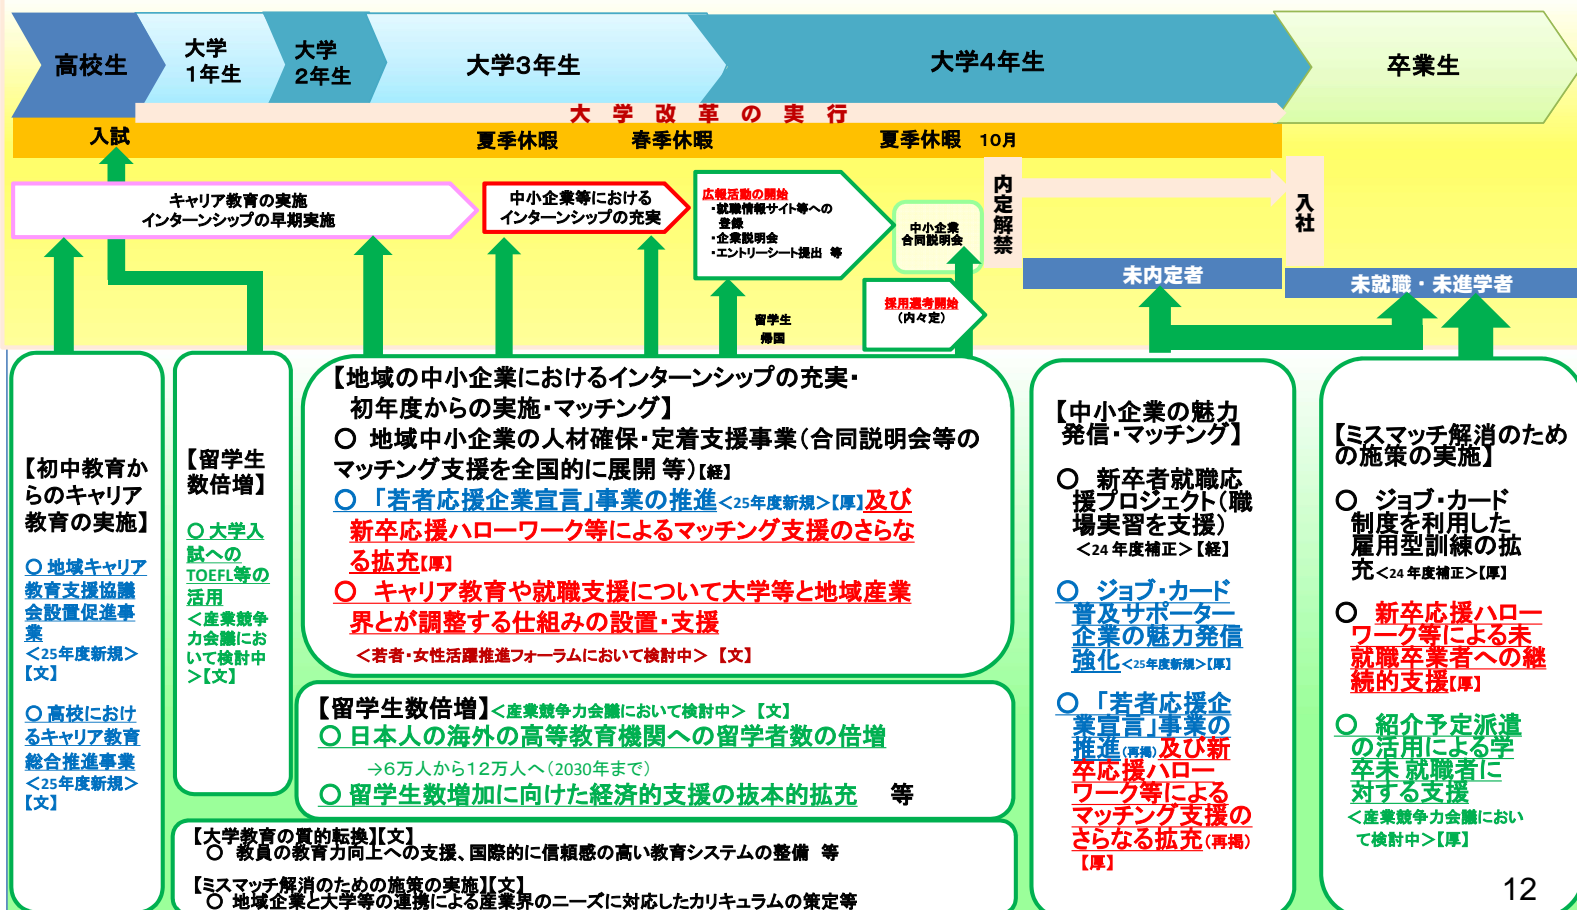 高校生
大学
1年生
大学
2年生
大学3年生
大学4年生
卒業生
大学改革の実行
入試
夏季休暇
春季休暇
夏季休暇 10月
キャリア教育の実施
インターンシップの早期実施
中小企業等における
インターンシップの充実
広報活動の開始
・就職情報サイト等への
登録
・企業説明会
・エントリーシート提出 等
中小企業
合同説明会
内定解禁
入社
採用選考開始
（内々定）
留学生
帰国
未内定者
未就職・未進学者
【初中教育か
らのキャリア
教育の実施】
○ 地域キャリア
教育支援協議
会設置促進事
業
＜25年度新規＞
【文】
○ 高校におけ
るキャリア教育
総合推進事業
＜25年度新規＞
【文】
【留学生
数倍増】
○ 大学入
試への
TOEFL等の
活用
＜産業競争
力会議にお
いて検討中
＞【文】
【地域の中小企業におけるインターンシップの充実・
初年度からの実施・マッチング】
○ 地域中小企業の人材確保・定着支援事業（合同説明会等の
マッチング支援を全国的に展開 等）【経】
○ 「若者応援企業宣言」事業の推進＜25年度新規＞【厚】及び
新卒応援ハローワーク等によるマッチング支援のさらな
る拡充【厚】
○ キャリア教育や就職支援について大学等と地域産業
界とが調整する仕組みの設置・支援
＜若者・女性活躍推進フォーラムにおいて検討中＞ 【文】
【留学生数倍増】＜産業競争力会議において検討中＞ 【文】
○ 日本人の海外の高等教育機関への留学者数の倍増
→６万人から１２万人へ（2030年まで）
○ 留学生数増加に向けた経済的支援の抜本的拡充 等
【大学教育の質的転換】【文】
○ 教員の教育力向上への支援、国際的に信頼感の高い教育システムの整備 等
【ミスマッチ解消のための施策の実施】【文】
○ 地域企業と大学等の連携による産業界のニーズに対応したカリキュラムの策定等
【中小企業の魅力
発信・マッチング】
○ 新卒者就職応
援プロジェクト（職
場実習を支援）
＜24年度補正＞【経】
○ ジョブ・カード
普及サポーター
企業の魅力発信
強化＜25年度新規＞【厚】
○ 「若者応援企
業宣言」事業の
推進（再掲）及び新
卒応援ハロー
ワーク等による
マッチング支援の
さらなる拡充（再掲）
【厚】
【ミスマッチ解消のため
の施策の実施】
○ ジョブ・カード
制度を利用した
雇用型訓練の拡
充＜24年度補正＞【厚】
○ 新卒応援ハロー
ワーク等による未
就職卒業者への継
続的支援【厚】
○ 紹介予定派遣
の活用による学
卒未就職者に
対する支援
＜産業競争力会議におい
て検討中＞【厚】
12